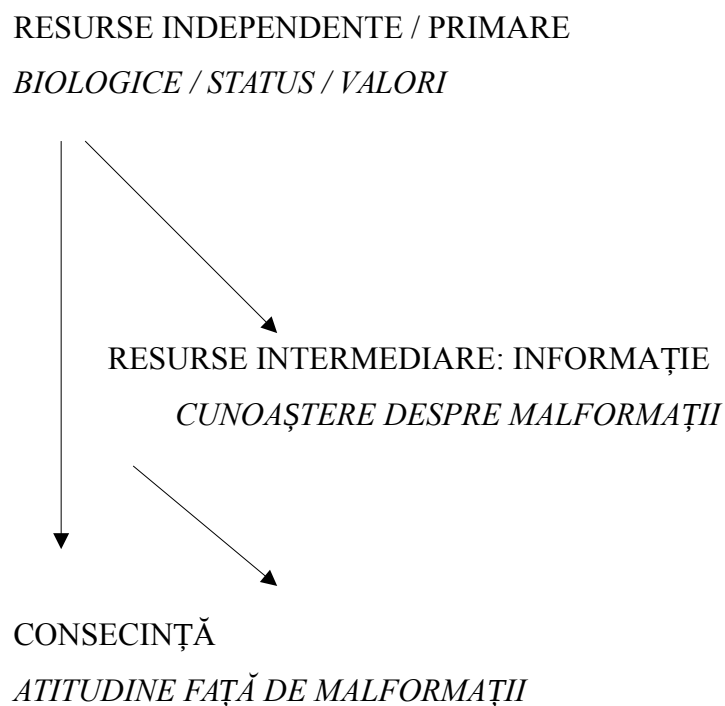 RESURSE INDEPENDENTE / PRIMARE
BIOLOGICE / STATUS / VALORI
RESURSE INTERMEDIARE: INFORMAȚIE
CUNOAȘTERE DESPRE MALFORMAȚII
CONSECINȚĂ
ATITUDINE FAȚĂ DE MALFORMAȚII